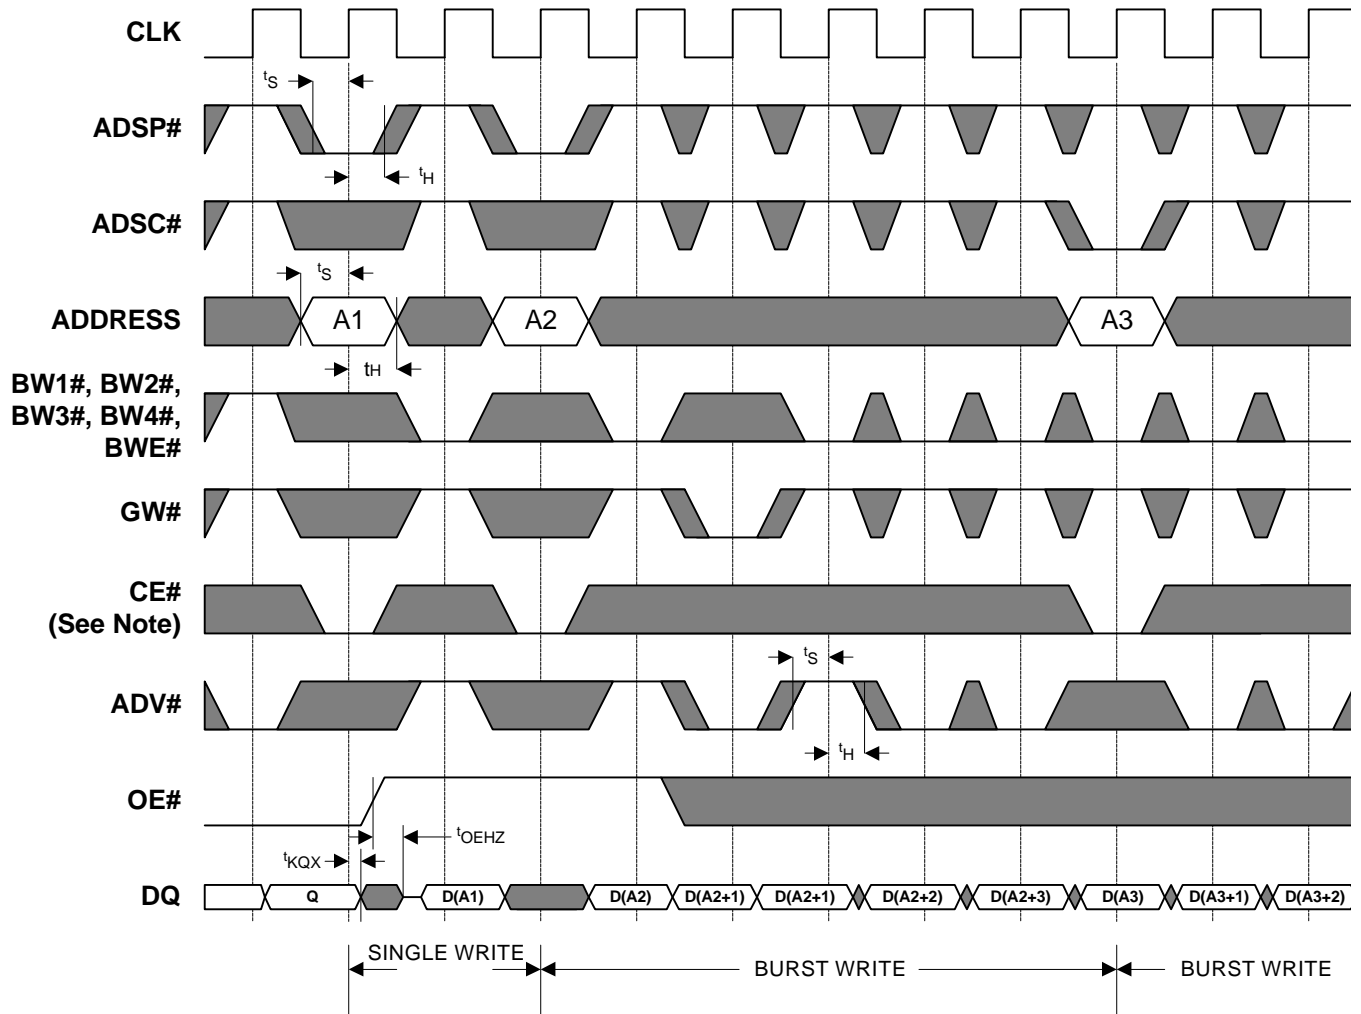 CLK
tS
ADSP#
tH
ADSC#
tS
ADDRESS A1 A2 A3
tH
BW1#, BW2#,
BW3#, BW4#,
BWE#
GW#
CE#
(See Note)
tS
ADV#
tH
OE#
tOEHZ
tKQX
DQ Q D(A1) D(A2) D(A2+1) D(A2+1) D(A2+2) D(A2+3) D(A3) D(A3+1) D(A3+2)
SINGLE WRITE BURST WRITE BURST WRITE